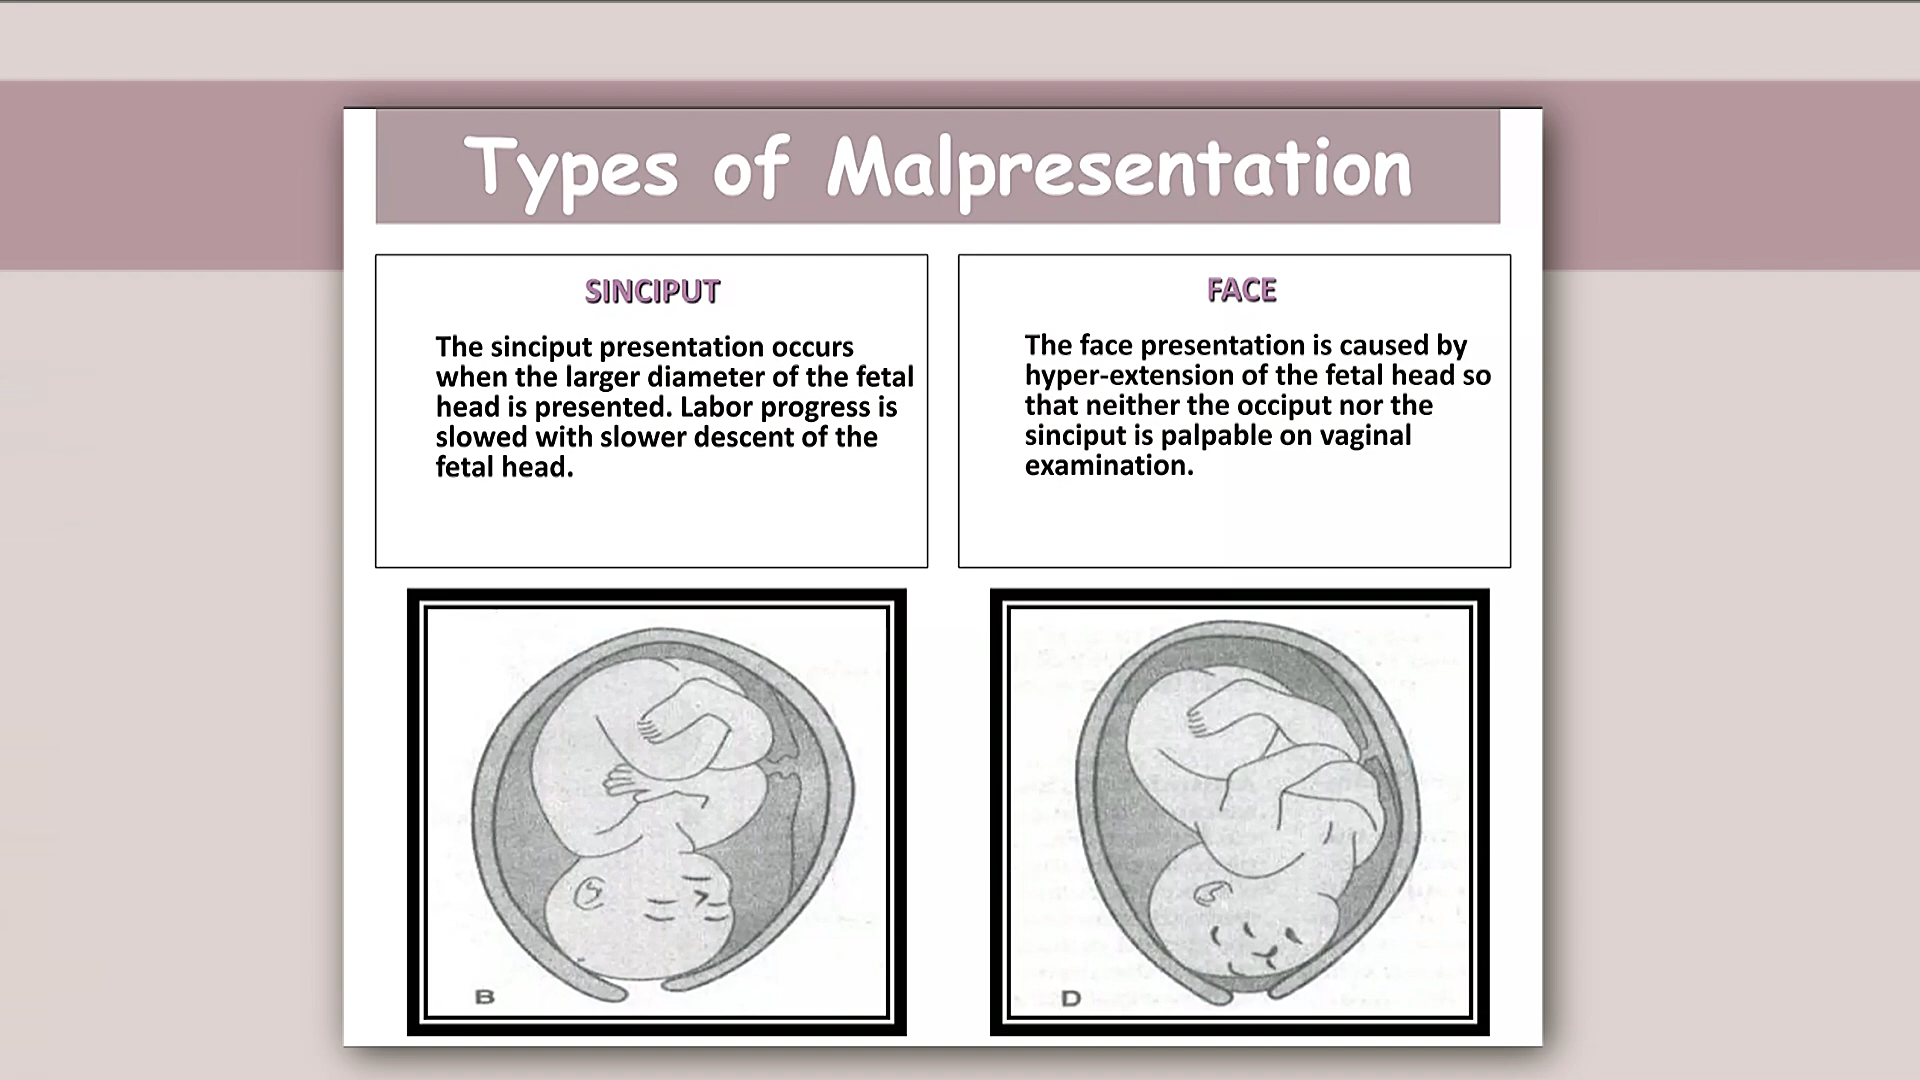 Types of Malpresentation
SINCIPUT
The sinciput presentation occurs
when the larger diameter of the fetal
head is presented. Labor progress is
slowed with slower descent of the
fetal head.
FACE
The face presentation is caused by
hyper-extension of the fetal head so
that neither the occiput nor the
sinciput is palpable on vaginal
examination.
B
D